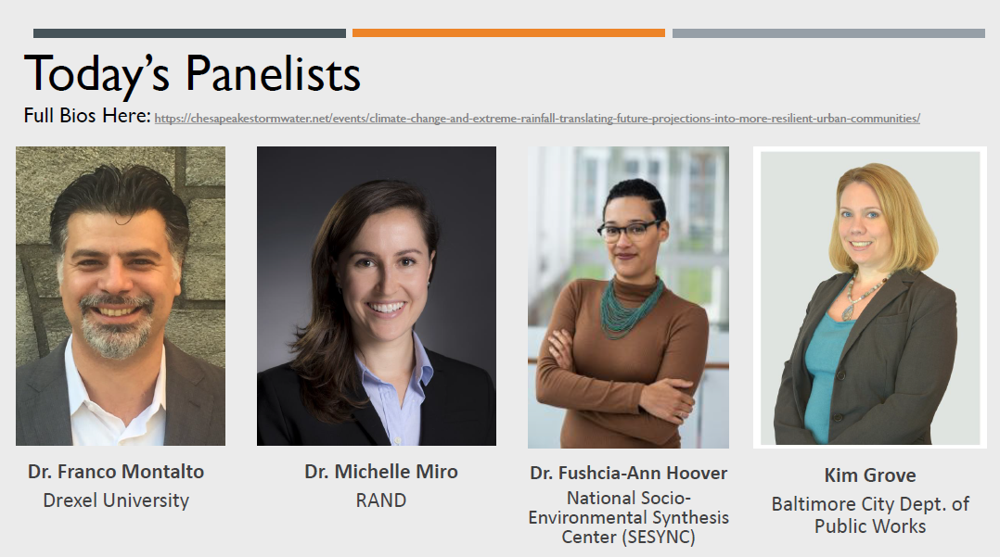 Today's Panelists
Full Bios Here: https://chesapeakestormwater.net/events/climate-change-and-extreme-rainfall-translating-future-projections-into-more-resilient-urban-communities/
Dr. Franco Montalto
Drexel University
Dr. Michelle Miro
RAND
Dr. Fushcia-Ann Hoover
National Socio-
Environmental Synthesis
Center (SESYNC)
Kim Grove
Baltimore City Dept. of
Public Works